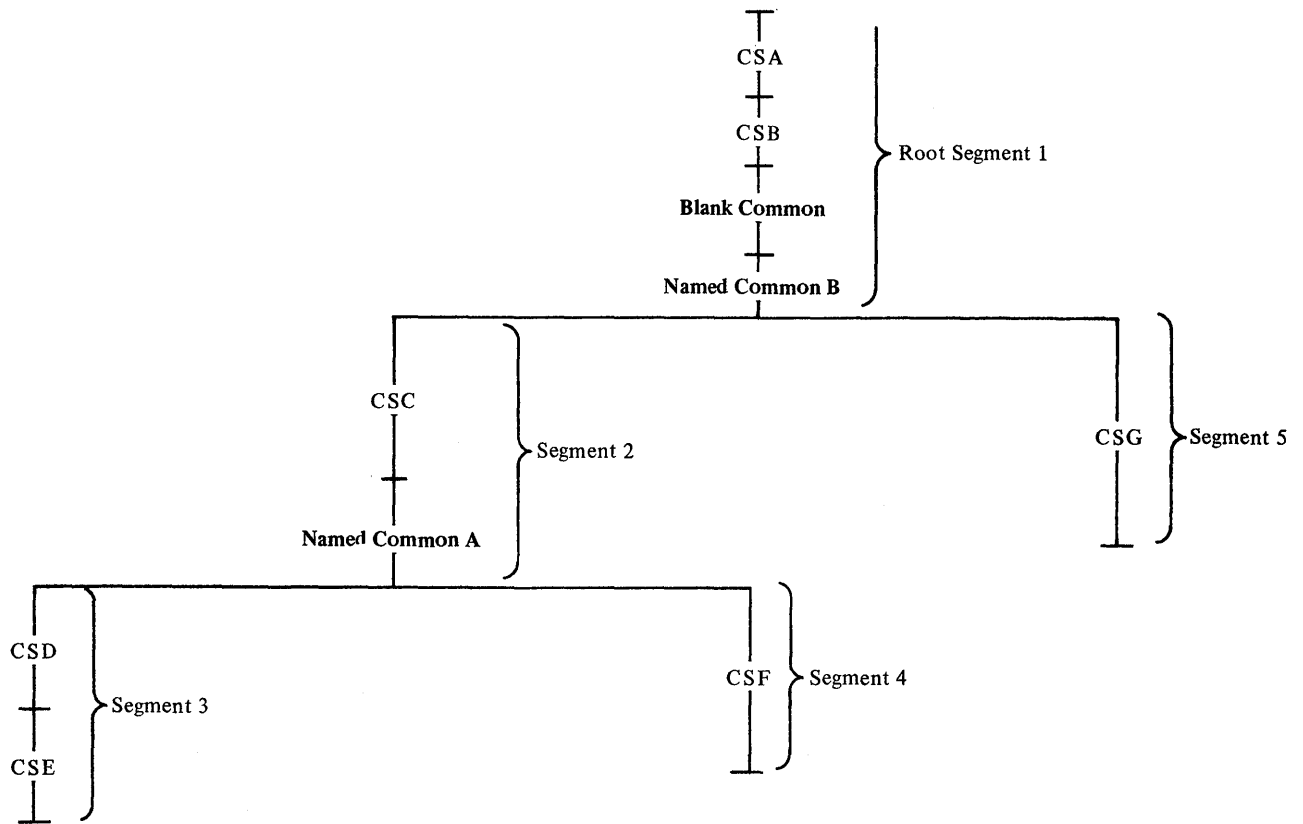 CSA
CSB
Root Segment 1
Blank Common
Named Common B
CSC
CSG
Segment 5
Segment 2
Named Common A
CSD
CSF
Segment 4
Segment 3
CSE